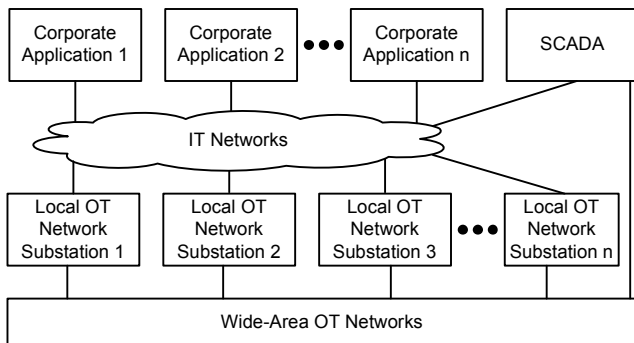 Corporate
Application 1
Corporate
Application 2
Corporate
Application n
SCADA
IT Networks
Local OT
Network
Substation 1
Local OT
Network
Substation 2
Local OT
Network
Substation 3
Local OT
Network
Substation n
Wide-Area OT Networks